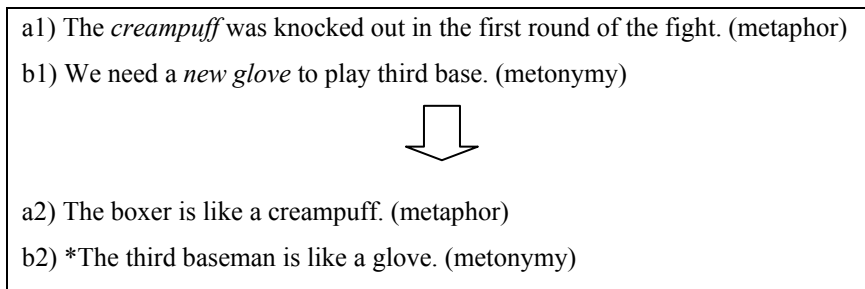 a1) The creampuff was knocked out in the first round of the fight. (metaphor)
b1) We need a new glove to play third base. (metonymy)
a2) The boxer is like a creampuff. (metaphor)
b2) *The third baseman is like a glove. (metonymy)